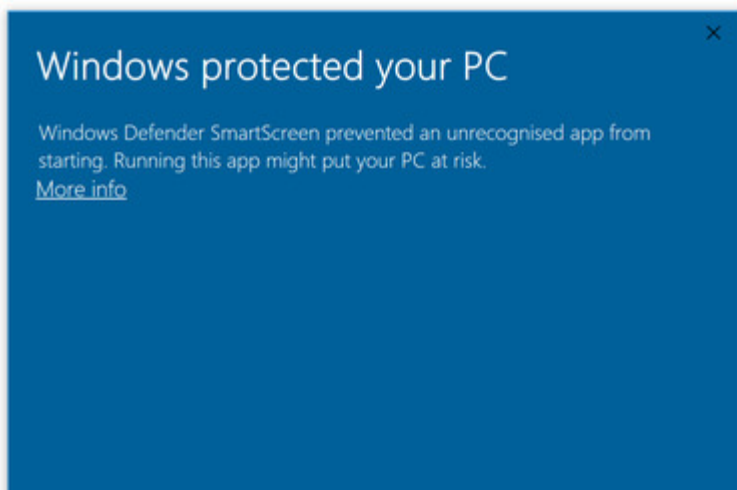 Windows protected your PC
Windows Defender SmartScreen prevented an unrecognised app from
starting. Running this app might put your PC at risk.
More info